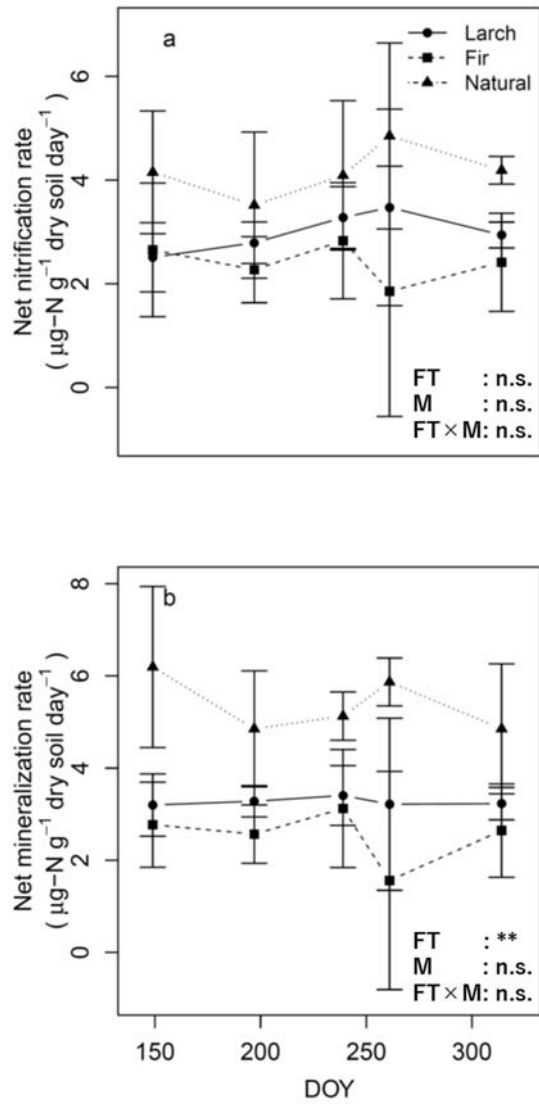 a
Larch
Fir
Natural
6
4
2
0
Net nitrification rate
( μg−N g⁻¹ dry soil day⁻¹ )
FT : n.s.
M : n.s.
FT×M: n.s.
b
8
6
4
2
0
Net mineralization rate
( μg−N g⁻¹ dry soil day⁻¹ )
FT : **
M : n.s.
FT×M: n.s.
150 200 250 300
DOY